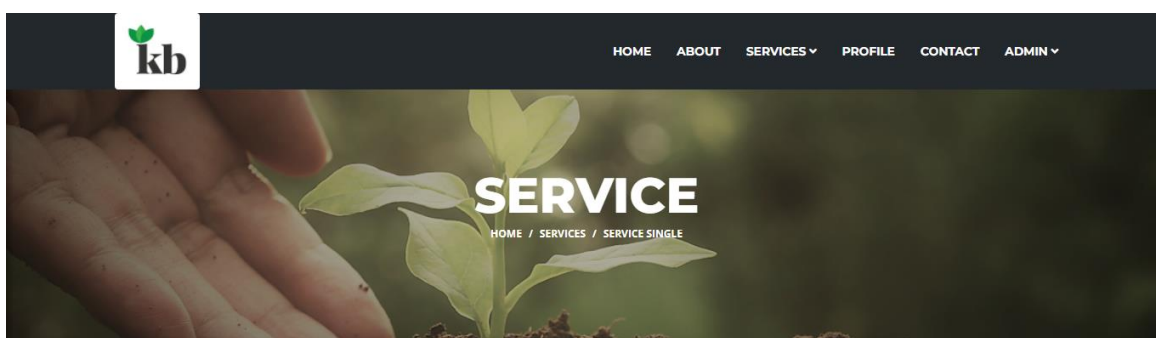 kb
HOME ABOUT SERVICES PROFILE CONTACT ADMIN
SERVICE
HOME / SERVICES / SERVICE SINGLE